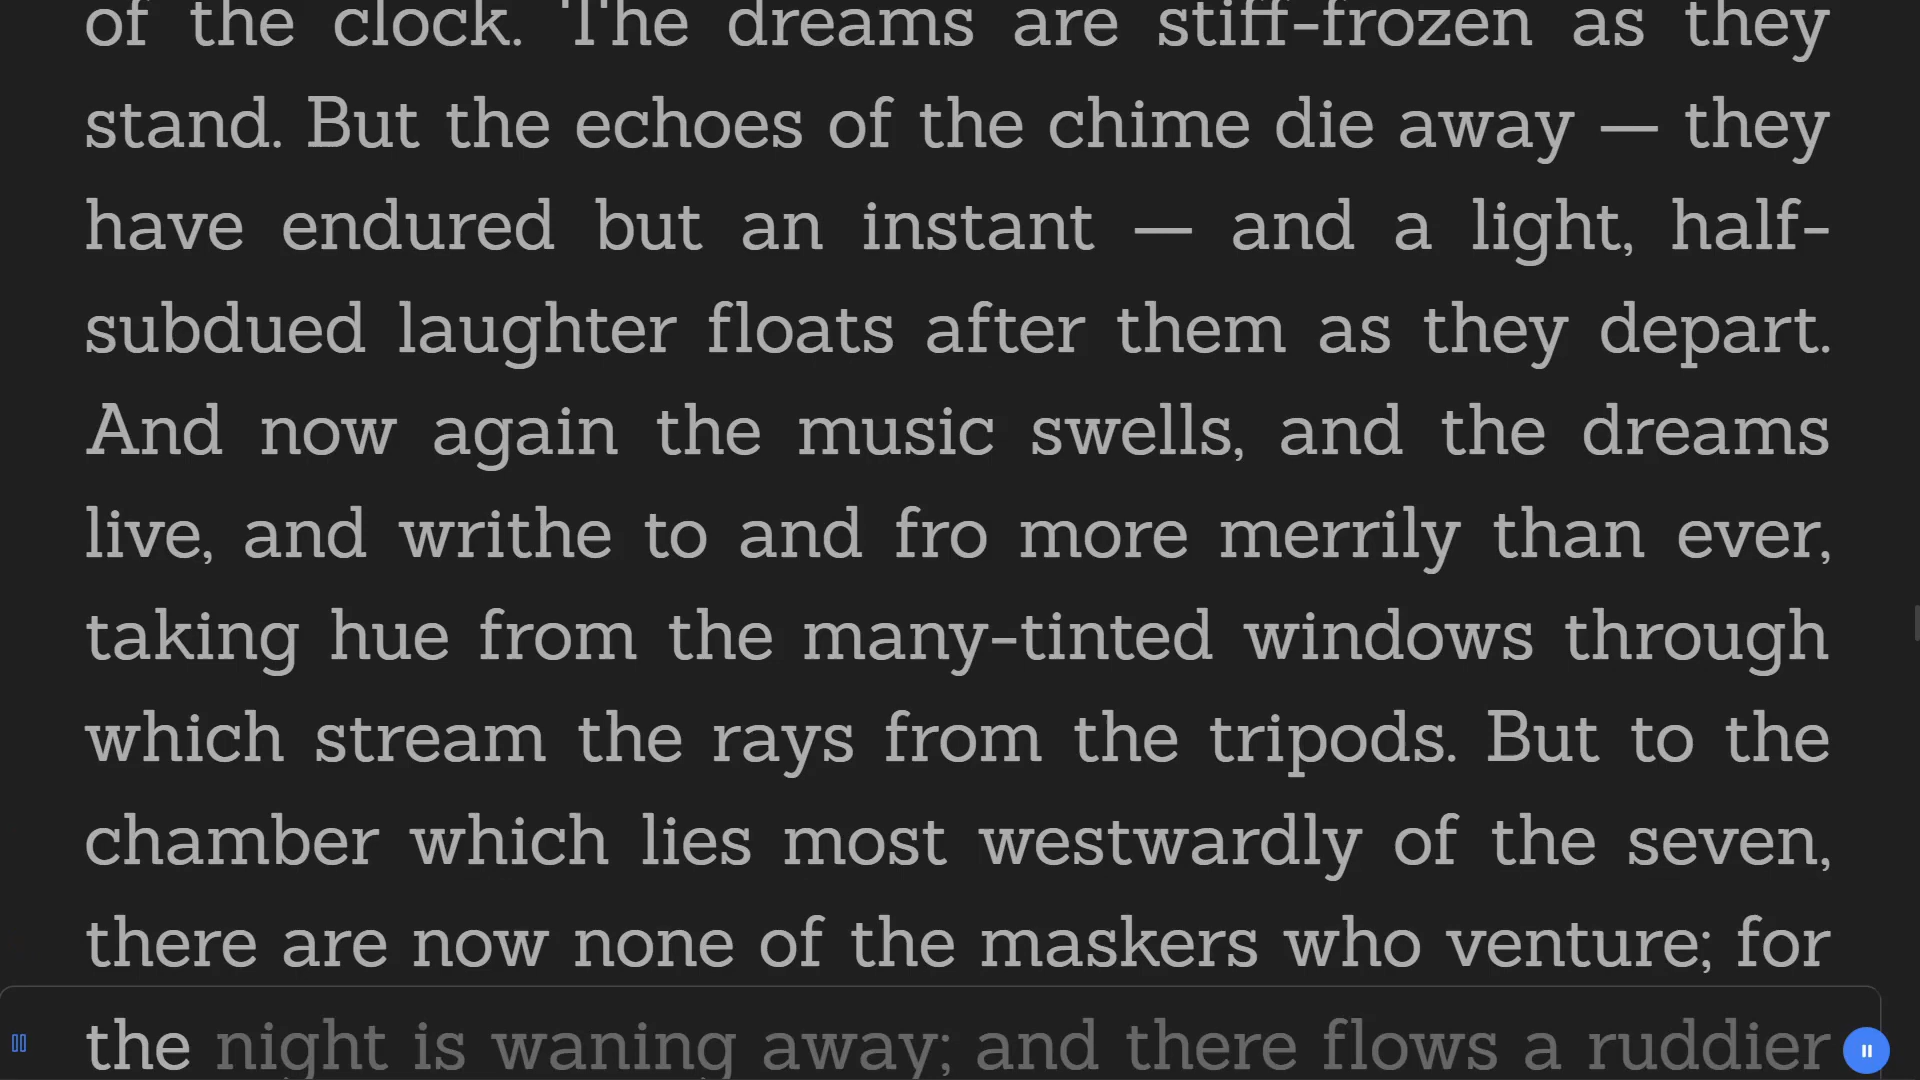 of the clock. The dreams are stiff-frozen as they
stand. But the echoes of the chime die away — they
have endured but an instant — and a light, half-
subdued laughter floats after them as they depart.
And now again the music swells, and the dreams
live, and writhe to and fro more merrily than ever,
taking hue from the many-tinted windows through
which stream the rays from the tripods. But to the
chamber which lies most westwardly of the seven,
there are now none of the maskers who venture; for
the night is waning away; and there flows a ruddier